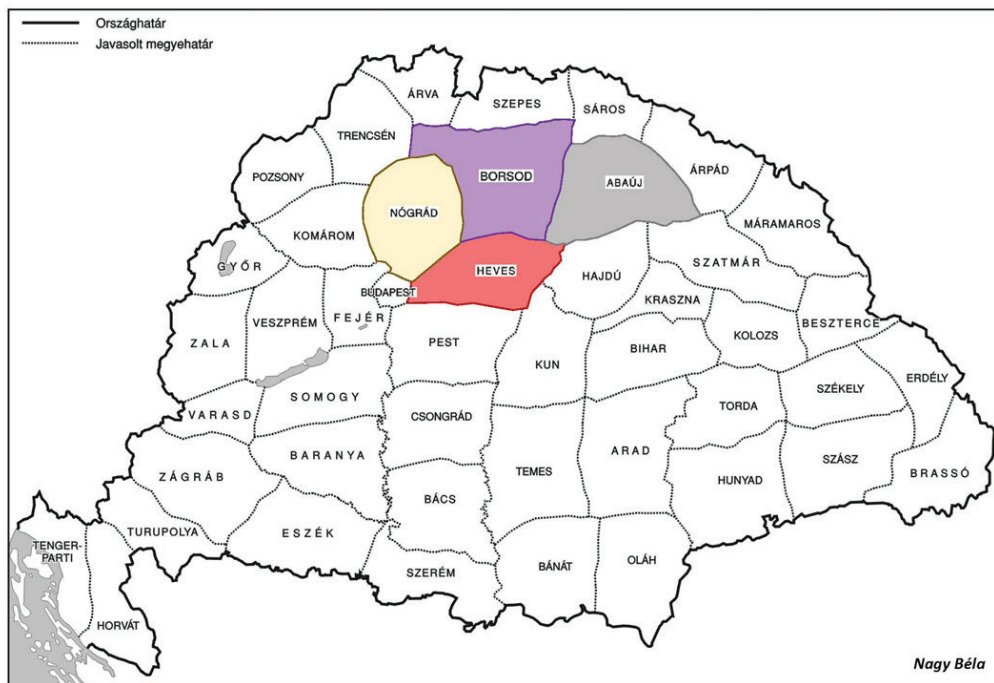 Országhatár
Javasolt megyehatár
ÁRVA
SZEPES
SÁROS
TRENCSÉN
POZSONY
BORSOD
ABAÚJ
ÁRPÁD
NÓGRÁD
KOMÁROM
MÁRAMAROS
GYŐR
HEVES
HAJDÚ
SZATMÁR
BUDAPEST
KRASZNA
VESZPRÉM
FEJÉR
ZALA
PEST
KUN
BIHAR
KOLOZS
BESZTERCE
SOMOGY
VARASD
CSONGRÁD
TORDA
SZÉKELY
ERDÉLY
ZÁGRÁB
BARANYA
TEMES
ARAD
SZÁSZ
BRASSÓ
BÁCS
HUNYAD
TURUPOLYA
ESZÉK
TENGER-
PARTI
SZERÉM
BÁNÁT
OLÁH
HORVÁT
Nagy Béla